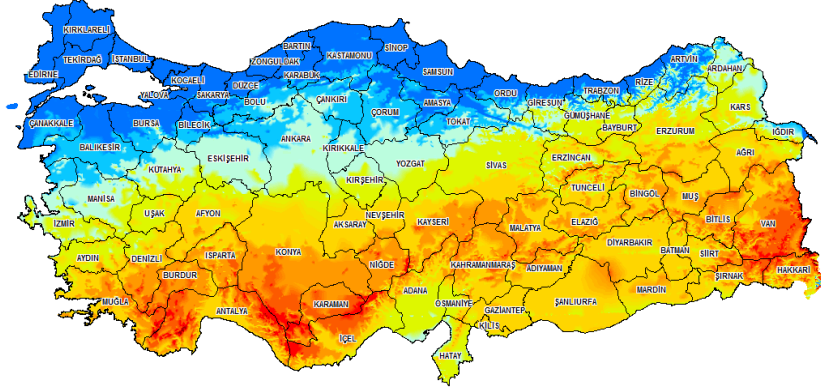 KIRKLARELİ
EDİRNE
TEKİRDAĞ
İSTANBUL
KOCAELİ
YALOVA
SAKARYA
DÜZCE
ZONGULDAK
BARTIN
KARABÜK
KASTAMONU
SİNOP
SAMSUN
ORDU
GİRESUN
TRABZON
RİZE
ARTVİN
ARDAHAN
KARS
IĞDIR
ÇANAKKALE
BURSA
BİLECİK
BOLU
ÇANKIRI
ÇORUM
AMASYA
TOKAT
GÜMÜŞHANE
BAYBURT
ERZURUM
AĞRI
BALIKESİR
KÜTAHYA
ESKİŞEHİR
ANKARA
KIRIKKALE
YOZGAT
SİVAS
ERZİNCAN
TUNCELİ
BİNGÖL
MUŞ
BİTLİS
VAN
MANİSA
İZMİR
UŞAK
AFYON
KIRŞEHİR
NEVŞEHİR
AKSARAY
KAYSERİ
MALATYA
ELAZIĞ
DİYARBAKIR
BATMAN
SİİRT
ŞIRNAK
HAKKARİ
AYDIN
DENİZLİ
ISPARTA
BURDUR
KONYA
NİĞDE
KAHRAMANMARAŞ
ADIYAMAN
ŞANLIURFA
MARDİN
MUĞLA
ANTALYA
KARAMAN
İÇEL
ADANA
OSMANİYE
GAZİANTEP
KİLİS
HATAY